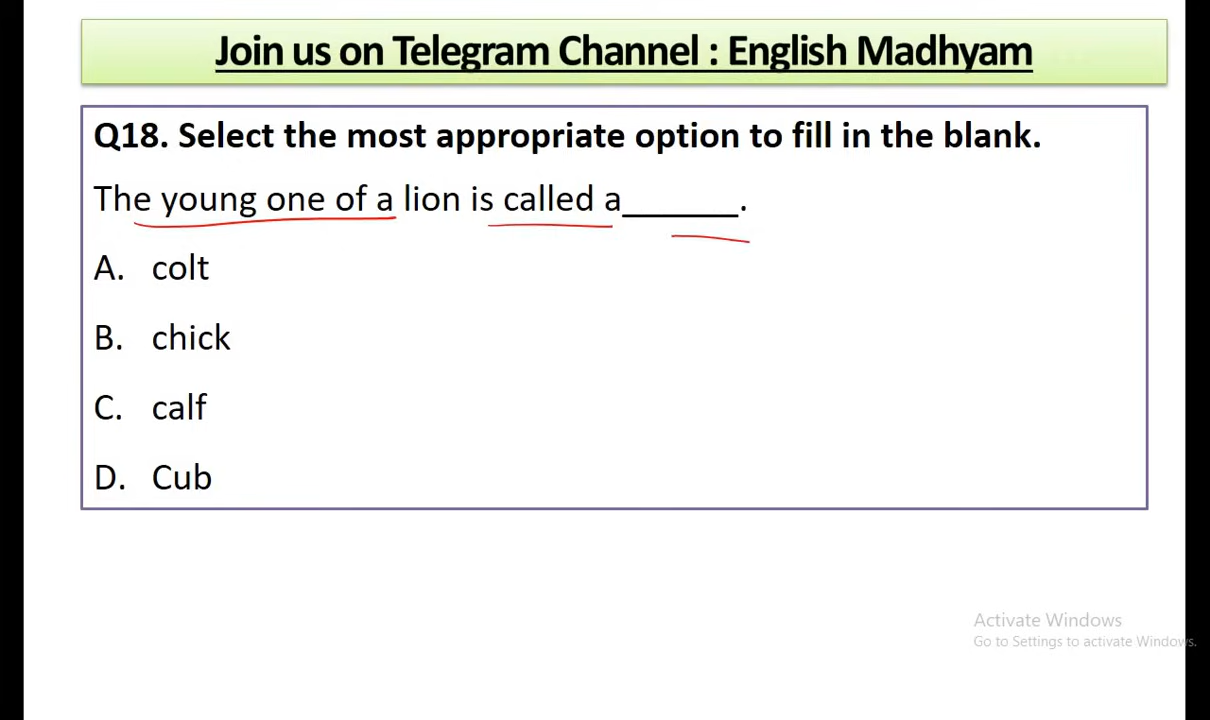 Join us on Telegram Channel : English Madhyam
Q18. Select the most appropriate option to fill in the blank.
The young one of a lion is called a______.
A. colt
B. chick
C. calf
D. Cub
Activate Windows
Go to Settings to activate Windows.